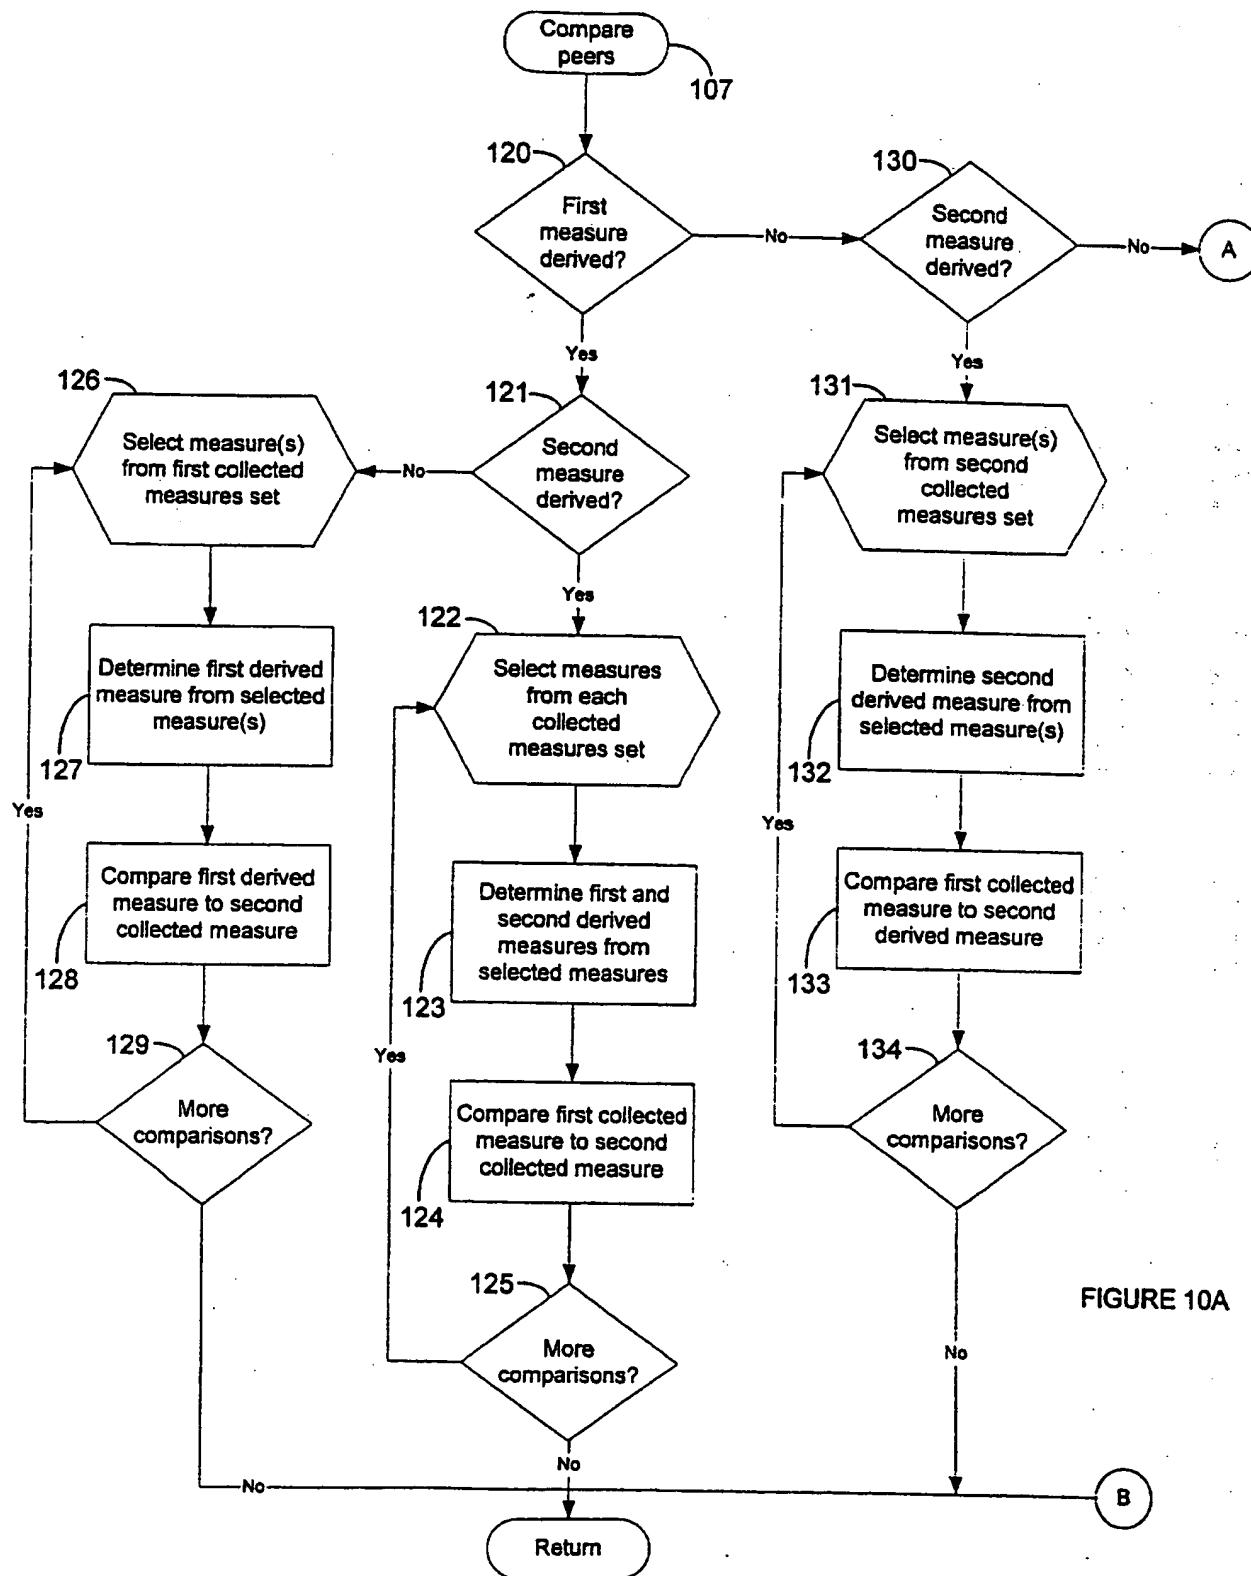 Compare
peers
107
120
First
measure
derived?
No
130
Second
measure
derived?
No
A
Yes
Yes
126
Select measure(s)
from first collected
measures set
No
121
Second
measure
derived?
131
Select measure(s)
from second
collected
measures set
Yes
122
Select measures
from each
collected
measures set
Determine first derived
measure from selected
measure(s)
127
Determine second
derived measure from
selected measure(s)
132
Yes
Yes
Compare first derived
measure to second
collected measure
128
Determine first and
second derived
measures from
selected measures
123
Compare first collected
measure to second
derived measure
133
129
More
comparisons?
Yes
134
More
comparisons?
Compare first collected
measure to second
collected measure
124
125
More
comparisons?
FIGURE 10A
No
No
No
B
Return